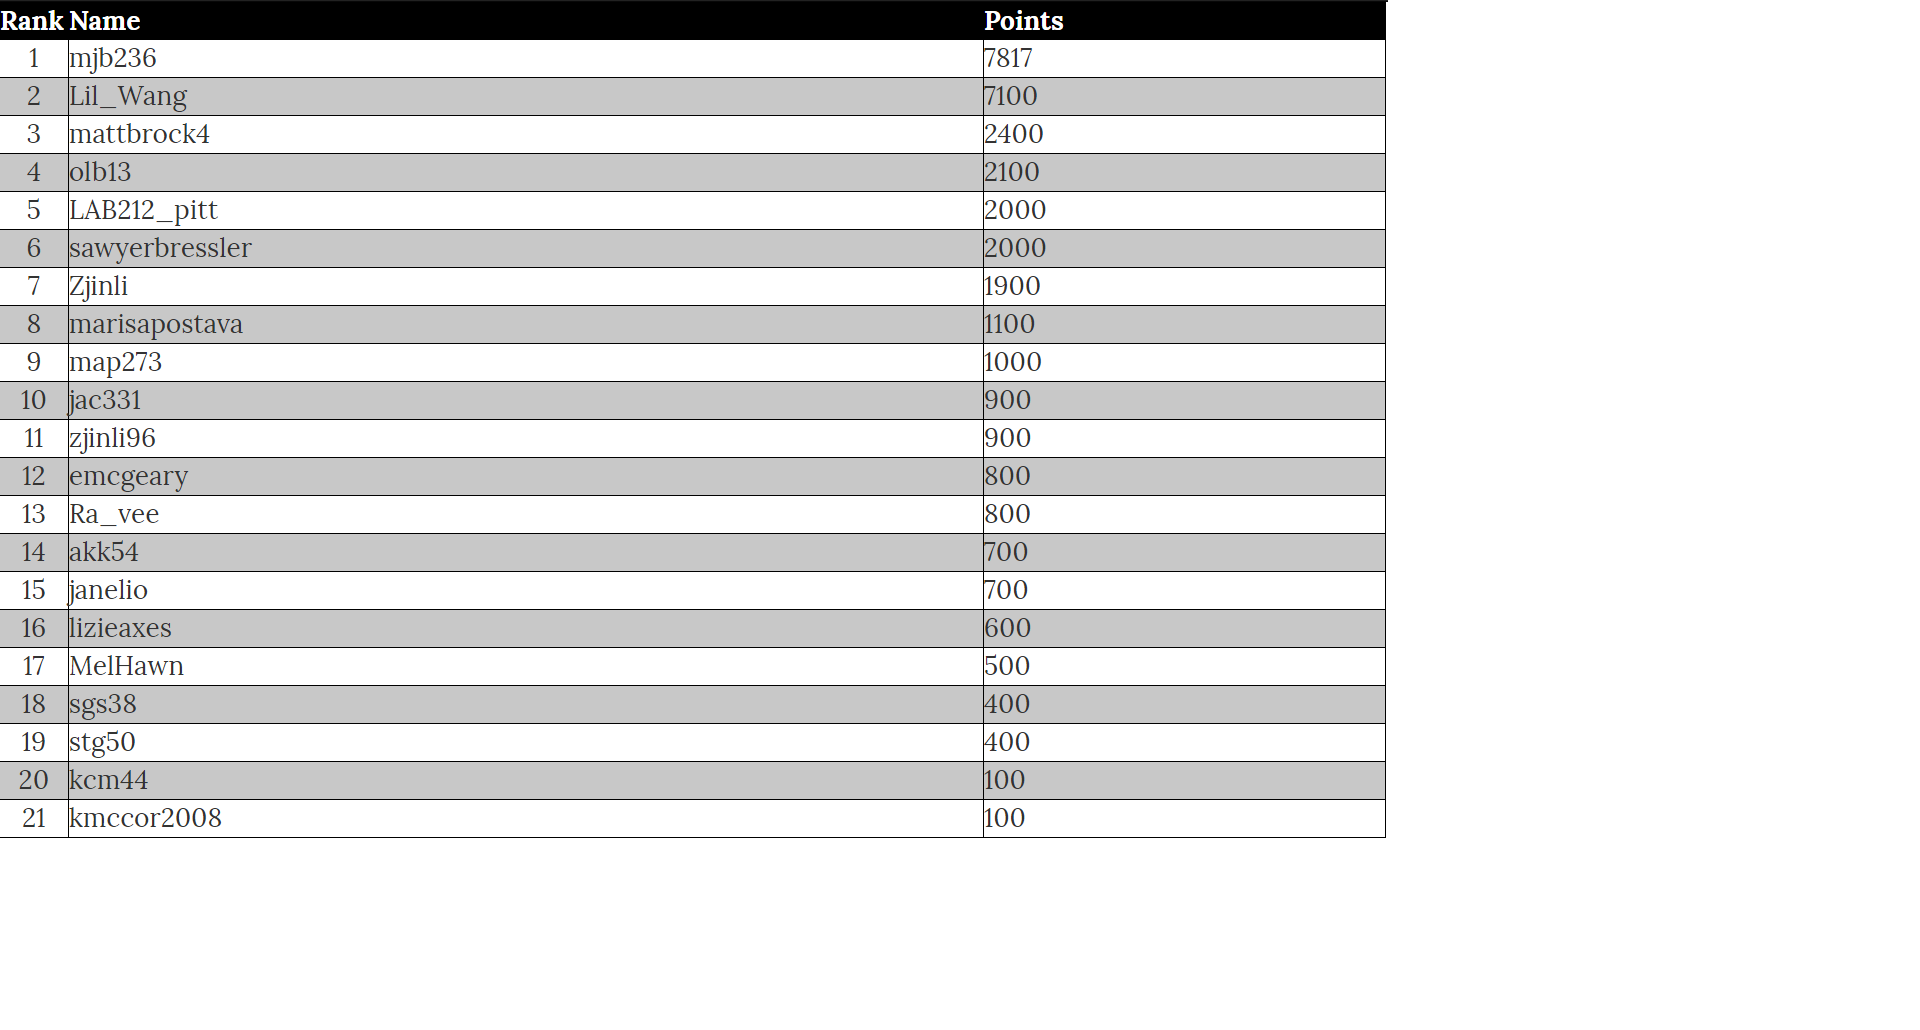 Rank Name Points
1 mjb236 7817
2 Lil_Wang 7100
3 mattbrock4 2400
4 olb13 2100
5 LAB212_pitt 2000
6 sawyerbressler 2000
7 Zjinli 1900
8 marisapostava 1100
9 map273 1000
10 jac331 900
11 zjinli96 900
12 emcgeary 800
13 Ra_vee 800
14 akk54 700
15 janelio 700
16 lizieaxes 600
17 MelHawn 500
18 sgs38 400
19 stg50 400
20 kcm44 100
21 kmccor2008 100